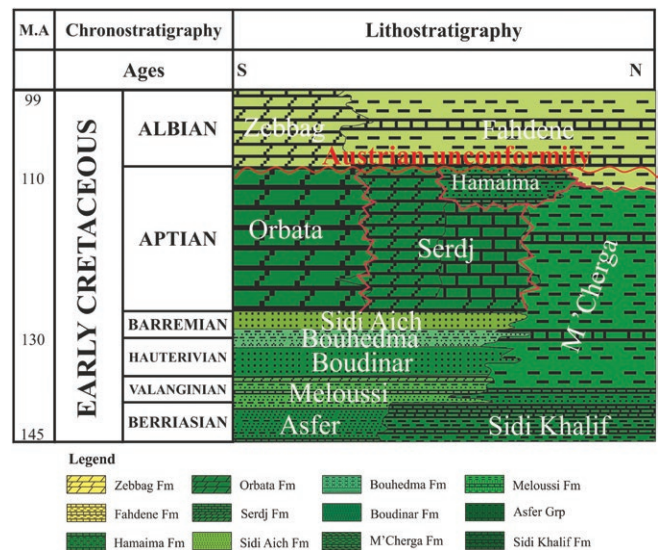 M.A Chronostratigraphy Lithostratigraphy
Ages S N
99
110
130
145
EARLY CRETACEOUS
ALBIAN
APTIAN
BARREMIAN
HAUTERIVIAN
VALANGINIAN
BERRIASIAN
Zebbag Fahdene
Austrian unconformity
Hamaima
Orbata Serdj M'Cherga
Sidi Aich
Bouhedma
Boudinar
Meloussi
Asfer Sidi Khalif
Legend
Zebbag Fm Orbata Fm Bouhedma Fm Meloussi Fm
Fahdene Fm Serdj Fm Boudinar Fm Asfer Grp
Hamaima Fm Sidi Aich Fm M'Cherga Fm Sidi Khalif Fm